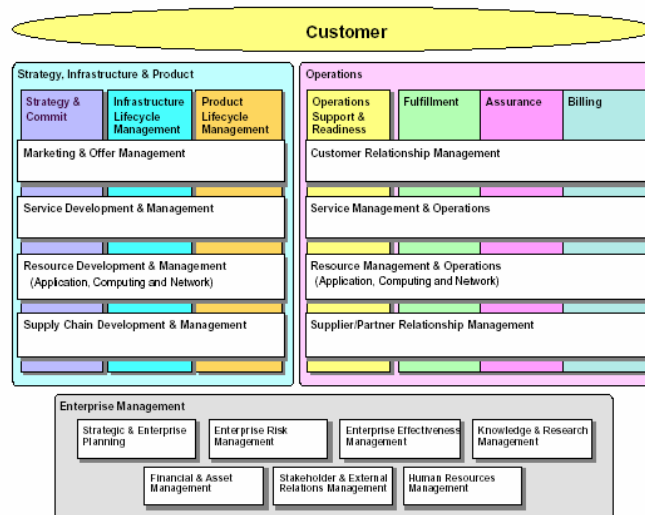 Customer
Strategy, Infrastructure & Product
Strategy &
Commit
Infrastructure
Lifecycle
Management
Product
Lifecycle
Management
Marketing & Offer Management
Service Development & Management
Resource Development & Management
(Application, Computing and Network)
Supply Chain Development & Management
Operations
Operations
Support &
Readiness
Fulfillment
Assurance
Billing
Customer Relationship Management
Service Management & Operations
Resource Management & Operations
(Application, Computing and Network)
Supplier/Partner Relationship Management
Enterprise Management
Strategic & Enterprise
Planning
Enterprise Risk
Management
Enterprise Effectiveness
Management
Knowledge & Research
Management
Financial & Asset
Management
Stakeholder & External
Relations Management
Human Resources
Management